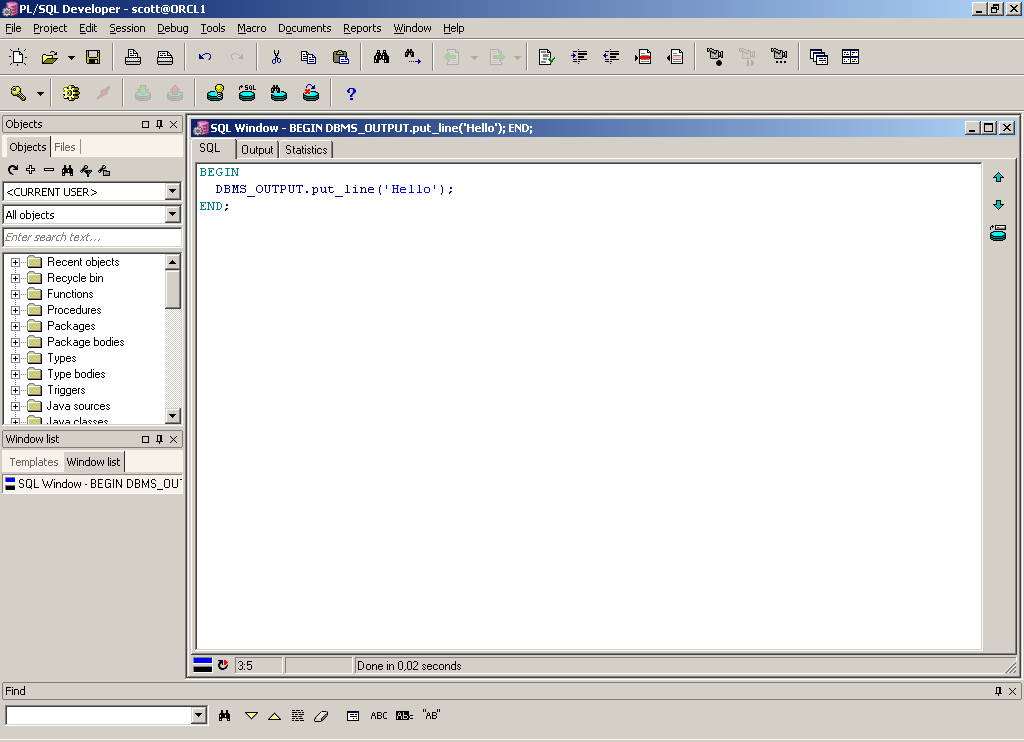 PL/SQL Developer - scott@ORCL1
File Project Edit Session Debug Tools Macro Documents Reports Window Help
SQL
?
Objects
Objects Files
<CURRENT USER>
All objects
Enter search text...
Recent objects
Recycle bin
Functions
Procedures
Packages
Package bodies
Types
Type bodies
Triggers
Java sources
Java classes
Window list
Templates Window list
SQL Window - BEGIN DBMS_OUT
SQL Window - BEGIN DBMS_OUTPUT.put_line('Hello'); END;
SQL Output Statistics
BEGIN
DBMS_OUTPUT.put_line('Hello');
END;
3:5 Done in 0,02 seconds
Find
ABC ABc "AB"